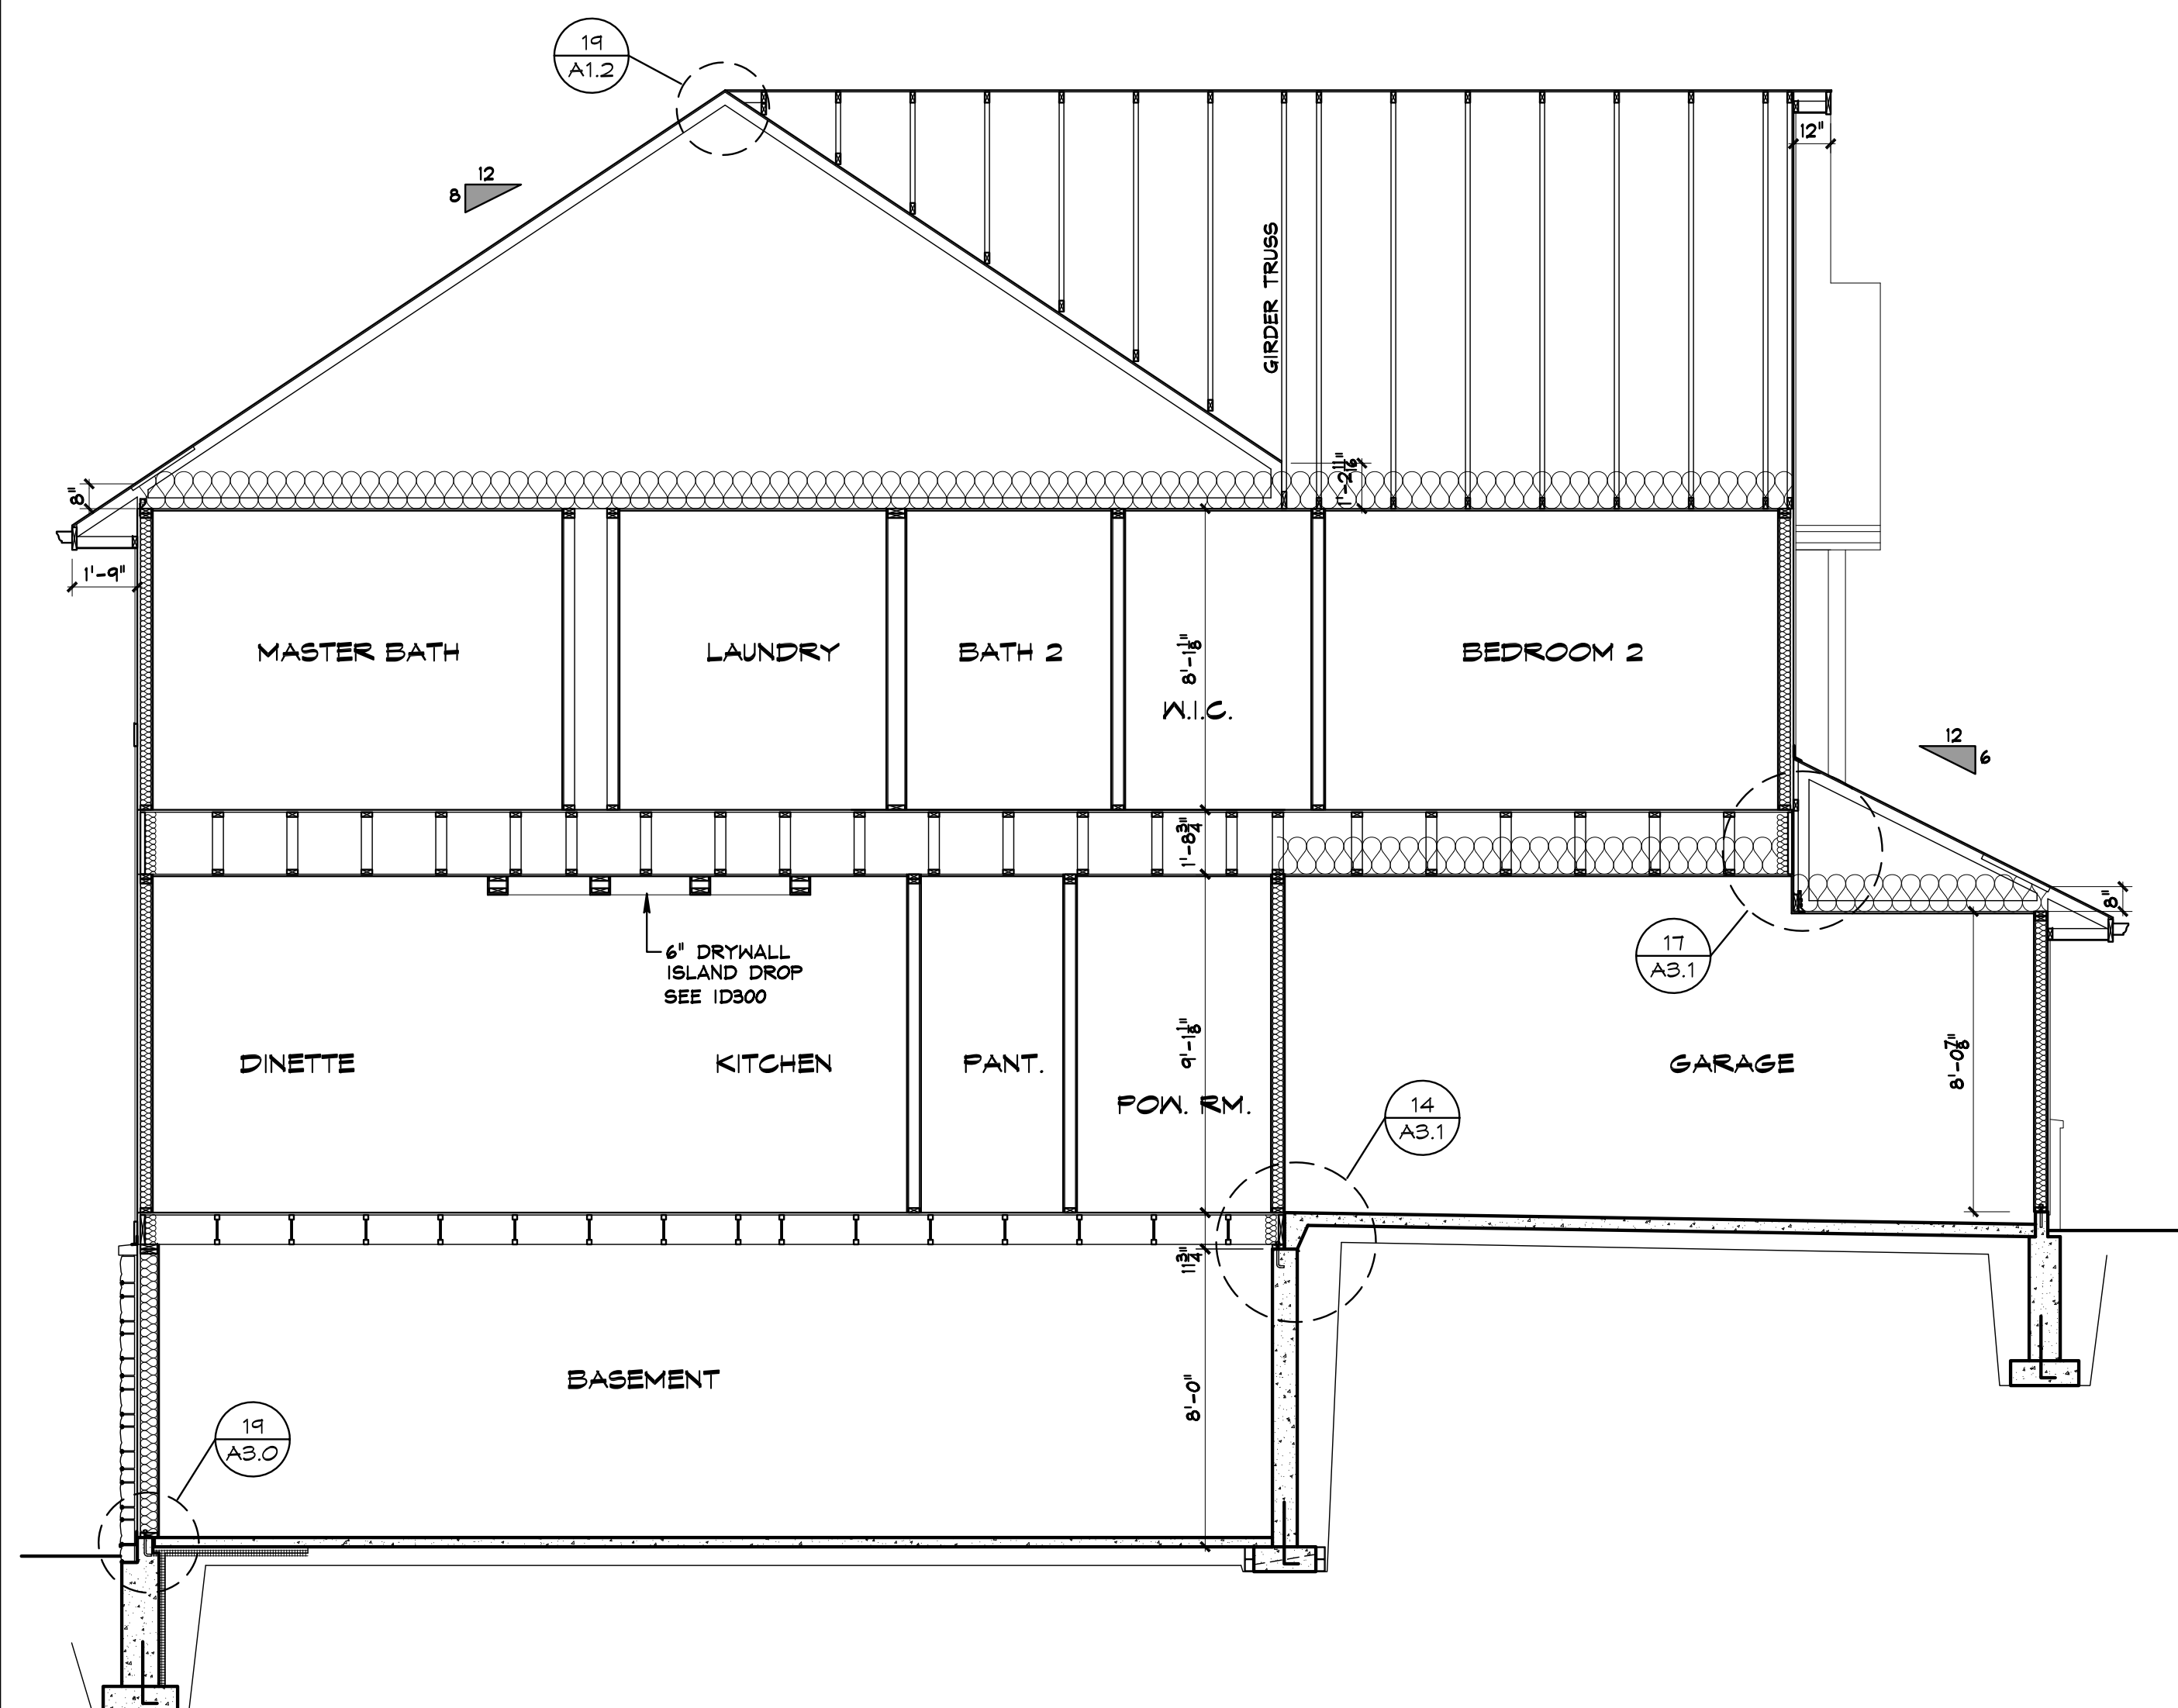 19
A1.2
12"
12
8
GIRDER TRUSS
1'-2 11/16"
8"
1'-9"
MASTER BATH
LAUNDRY
BATH 2
8'-1 1/8"
W.I.C.
BEDROOM 2
12
6
1'-8 3/4"
8"
6" DRYWALL
ISLAND DROP
SEE ID300
17
A3.1
DINETTE
KITCHEN
PANT.
9'-1 1/8"
POW. RM.
GARAGE
8'-0 7/8"
14
A3.1
11 3/4"
BASEMENT
8'-0"
19
A3.0